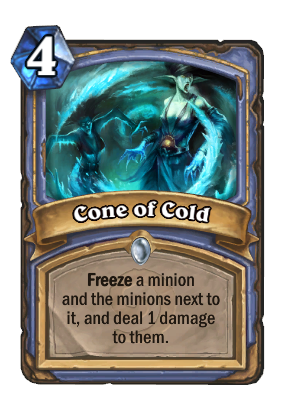 4
Cone of Cold
Freeze a minion
and the minions next to
it, and deal 1 damage
to them.